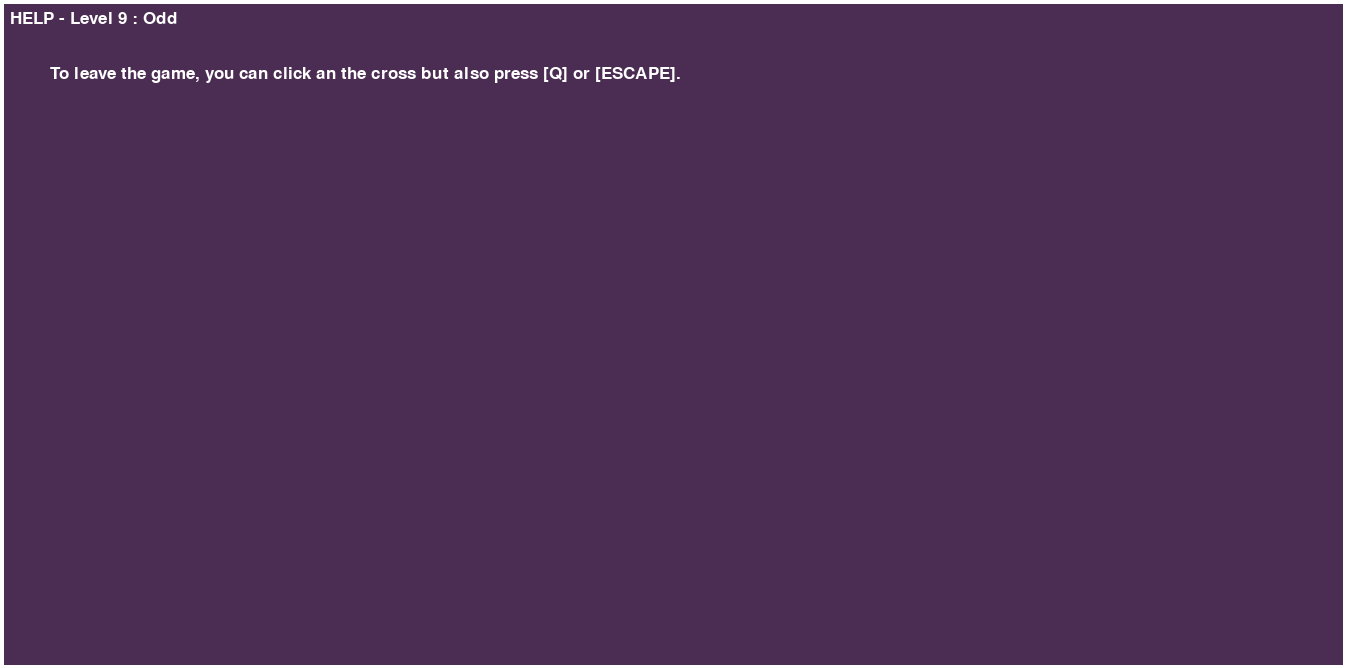 HELP - Level 9 : Odd
To leave the game, you can click an the cross but also press [Q] or [ESCAPE].